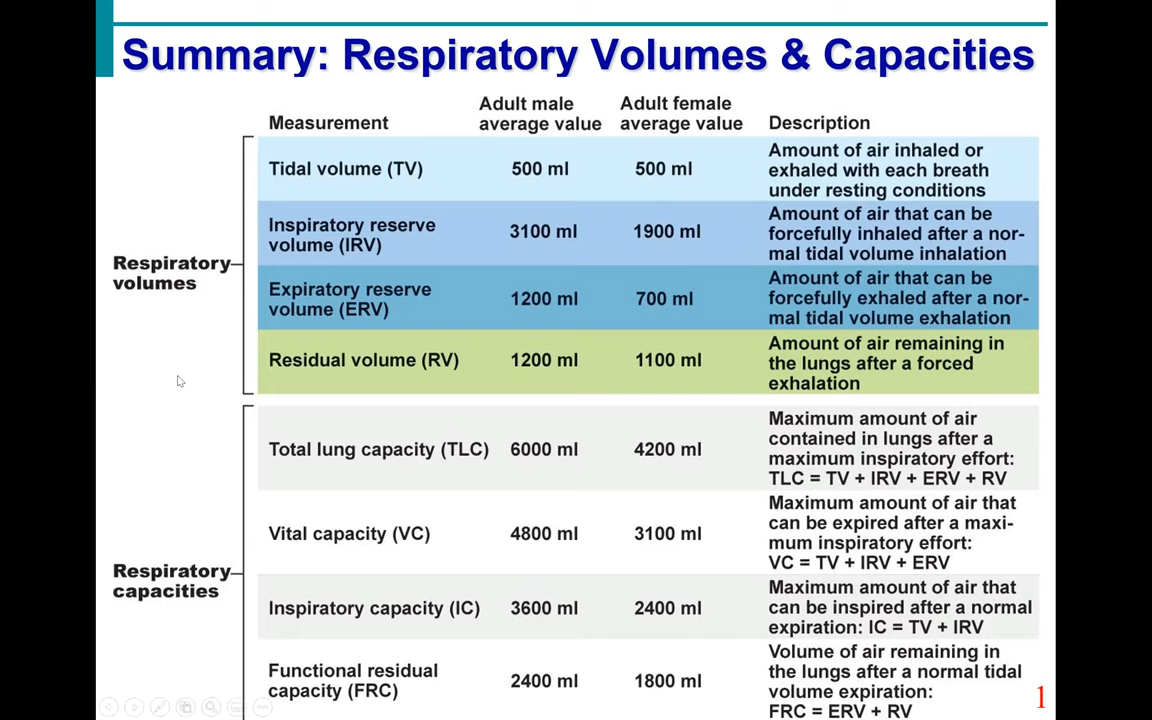 Summary: Respiratory Volumes & Capacities
Measurement
Adult male
average value
Adult female
average value
Description
Respiratory
volumes
Tidal volume (TV)
500 ml
500 ml
Amount of air inhaled or
exhaled with each breath
under resting conditions
Inspiratory reserve
volume (IRV)
3100 ml
1900 ml
Amount of air that can be
forcefully inhaled after a nor-
mal tidal volume inhalation
Expiratory reserve
volume (ERV)
1200 ml
700 ml
Amount of air that can be
forcefully exhaled after a nor-
mal tidal volume exhalation
Residual volume (RV)
1200 ml
1100 ml
Amount of air remaining in
the lungs after a forced
exhalation
Respiratory
capacities
Total lung capacity (TLC)
6000 ml
4200 ml
Maximum amount of air
contained in lungs after a
maximum inspiratory effort:
TLC = TV + IRV + ERV + RV
Vital capacity (VC)
4800 ml
3100 ml
Maximum amount of air that
can be expired after a maxi-
mum inspiratory effort:
VC = TV + IRV + ERV
Inspiratory capacity (IC)
3600 ml
2400 ml
Maximum amount of air that
can be inspired after a normal
expiration: IC = TV + IRV
Functional residual
capacity (FRC)
2400 ml
1800 ml
Volume of air remaining in
the lungs after a normal tidal
volume expiration:
FRC = ERV + RV
1